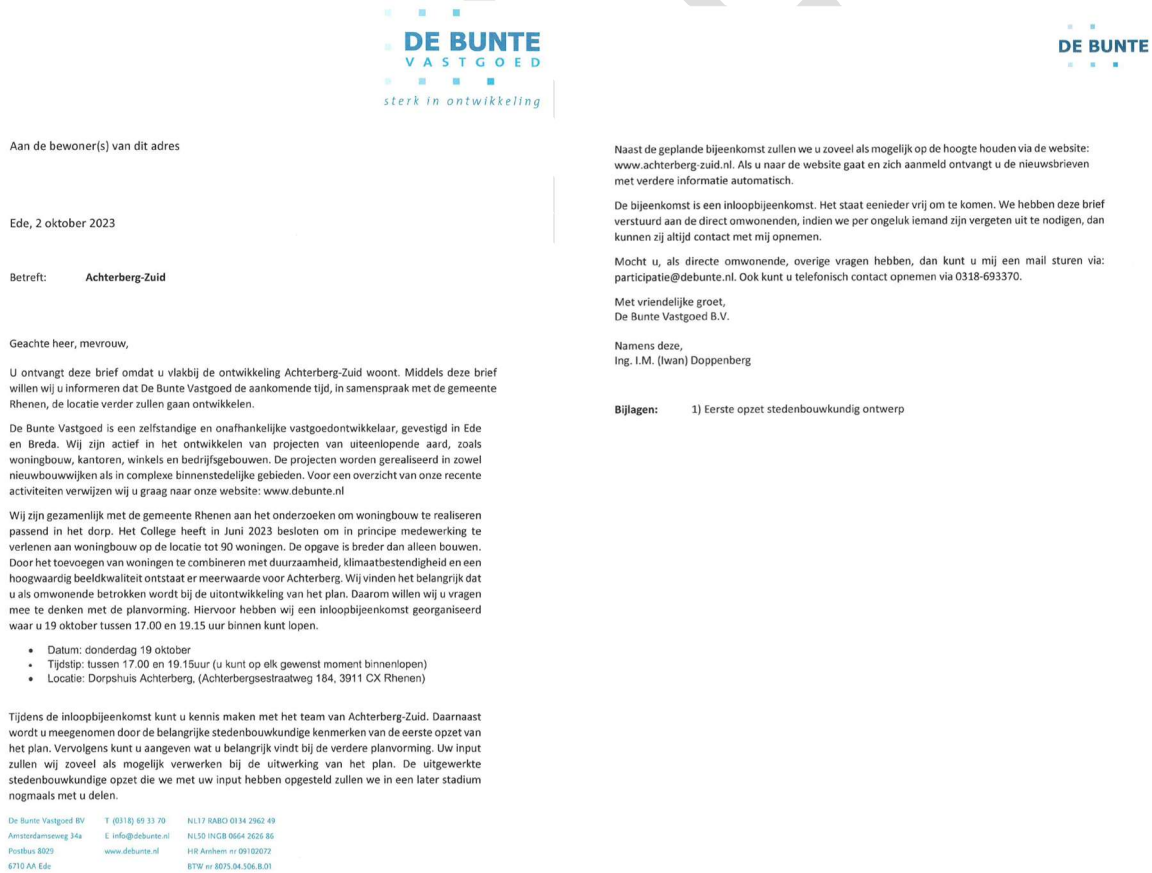 DE BUNTE
VASTGOED
sterk in ontwikkeling
Aan de bewoner(s) van dit adres
Ede, 2 oktober 2023
Betreft: Achterberg-Zuid
Geachte heer, mevrouw,
U ontvangt deze brief omdat u vlakbij de ontwikkeling Achterberg-Zuid woont. Middels deze brief
willen wij u informeren dat De Bunte Vastgoed de aankomende tijd, in samenspraak met de gemeente
Rhenen, de locatie verder zullen gaan ontwikkelen.
De Bunte Vastgoed is een zelfstandige en onafhankelijke vastgoedontwikkelaar, gevestigd in Ede
en Breda. Wij zijn actief in het ontwikkelen van projecten van uiteenlopende aard, zoals
woningbouw, kantoren, winkels en bedrijfsgebouwen. De projecten worden gerealiseerd in zowel
nieuwbouwwijken als in complexe binnenstedelijke gebieden. Voor een overzicht van onze recente
activiteiten verwijzen wij u graag naar onze website: www.debunte.nl
Wij zijn gezamenlijk met de gemeente Rhenen aan het onderzoeken om woningbouw te realiseren
passend in het dorp. Het College heeft in Juni 2023 besloten om in principe medewerking te
verlenen aan woningbouw op de locatie tot 90 woningen. De opgave is breder dan alleen bouwen.
Door het toevoegen van woningen te combineren met duurzaamheid, klimaatbestendigheid en een
hoogwaardig beeldkwaliteit ontstaat er meerwaarde voor Achterberg. Wij vinden het belangrijk dat
u als omwonende betrokken wordt bij de uitontwikkeling van het plan. Daarom willen wij u vragen
mee te denken met de planvorming. Hiervoor hebben wij een inloopbijeenkomst georganiseerd
waar u 19 oktober tussen 17.00 en 19.15 uur binnen kunt lopen.
• Datum: donderdag 19 oktober
• Tijdstip: tussen 17.00 en 19.15uur (u kunt op elk gewenst moment binnenlopen)
• Locatie: Dorpshuis Achterberg, (Achterbergsestraatweg 184, 3911 CX Rhenen)
Tijdens de inloopbijeenkomst kunt u kennis maken met het team van Achterberg-Zuid. Daarnaast
wordt u meegenomen door de belangrijke stedenbouwkundige kenmerken van de eerste opzet van
het plan. Vervolgens kunt u aangeven wat u belangrijk vindt bij de verdere planvorming. Uw input
zullen wij zoveel als mogelijk verwerken bij de uitwerking van het plan. De uitgewerkte
stedenbouwkundige opzet die we met uw input hebben opgesteld zullen we in een later stadium
nogmaals met u delen.
De Bunte Vastgoed BV T (0318) 69 33 70 NL17 RABO 0134 2962 49
Amsterdamseweg 34a E info@debunte.nl NL50 INGB 0664 2626 86
Postbus 8029 www.debunte.nl HR Arnhem nr 09102072
6710 AA Ede BTW nr 8075.04.506.B.01
DE BUNTE
Naast de geplande bijeenkomst zullen we u zoveel als mogelijk op de hoogte houden via de website:
www.achterberg-zuid.nl. Als u naar de website gaat en zich aanmeld ontvangt u de nieuwsbrieven
met verdere informatie automatisch.
De bijeenkomst is een inloopbijeenkomst. Het staat eenieder vrij om te komen. We hebben deze brief
verstuurd aan de direct omwonenden, indien we per ongeluk iemand zijn vergeten uit te nodigen, dan
kunnen zij altijd contact met mij opnemen.
Mocht u, als directe omwonende, overige vragen hebben, dan kunt u mij een mail sturen via:
participatie@debunte.nl. Ook kunt u telefonisch contact opnemen via 0318-693370.
Met vriendelijke groet,
De Bunte Vastgoed B.V.
Namens deze,
Ing. I.M. (Iwan) Doppenberg
Bijlagen: 1) Eerste opzet stedenbouwkundig ontwerp